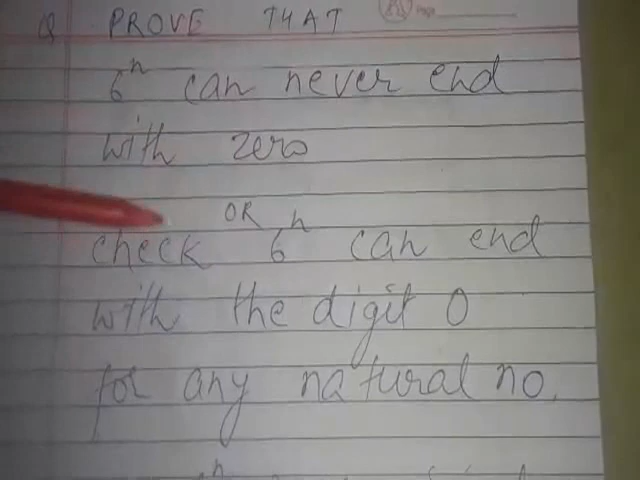 Q PROVE THAT
6ⁿ can never end
with zero
OR
check 6ⁿ can end
with the digit 0
for any natural no.